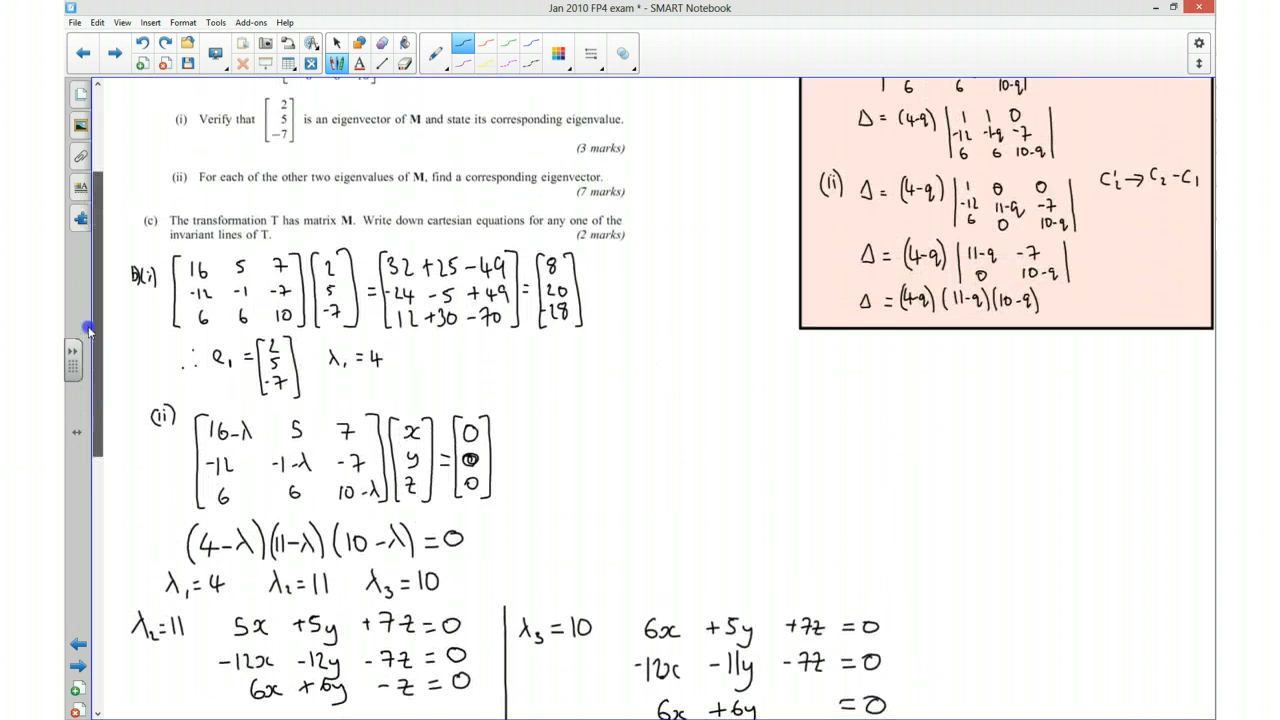 Jan 2010 FP4 exam * - SMART Notebook
File Edit View Insert Format Tools Add-ons Help
(i) Verify that [2 5 -7] is an eigenvector of M and state its corresponding eigenvalue.
(3 marks)
(ii) For each of the other two eigenvalues of M, find a corresponding eigenvector.
(7 marks)
(c) The transformation T has matrix M. Write down cartesian equations for any one of the
invariant lines of T.
(2 marks)
b)(i) [16 5 7; -12 -1 -7; 6 6 10] [2; 5; -7] = [32 +25 -49; -24 -5 +49; 12 +30 -70] = [8; 20; -28]
∴ e₁ = [2; 5; -7] λ₁ = 4
(ii) [16-λ 5 7; -12 -1-λ -7; 6 6 10-λ] [x; y; z] = [0; 0; 0]
(4-λ)(11-λ)(10-λ) = 0
λ₁=4 λ₂=11 λ₃=10
λ₂=11 5x +5y +7z = 0
-12x -12y -7z = 0
6x +6y -z = 0
λ₃=10 6x +5y +7z = 0
-12x -11y -7z = 0
6x +6y = 0
6 6 10-q
Δ = (4-q) |1 1 0; -12 -1-q -7; 6 6 10-q|
(ii) Δ = (4-q) |1 0 0; -12 11-q -7; 6 0 10-q| C₂' → C₂ - C₁
Δ = (4-q) |11-q -7; 0 10-q|
Δ = (4-q)(11-q)(10-q)